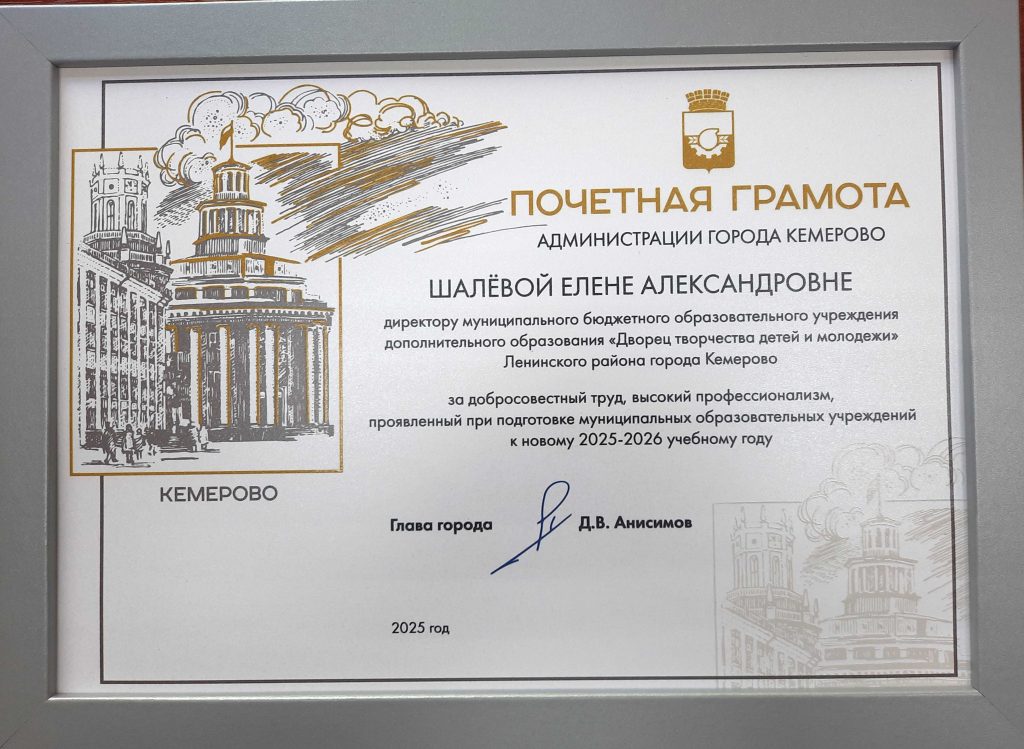 ПОЧЕТНАЯ ГРАМОТА
АДМИНИСТРАЦИИ ГОРОДА КЕМЕРОВО
ШАЛЁВОЙ ЕЛЕНЕ АЛЕКСАНДРОВНЕ
директору муниципального бюджетного образовательного учреждения
дополнительного образования «Дворец творчества детей и молодежи»
Ленинского района города Кемерово
за добросовестный труд, высокий профессионализм,
проявленный при подготовке муниципальных образовательных учреждений
к новому 2025-2026 учебному году
КЕМЕРОВО
Глава города Д.В. Анисимов
2025 год